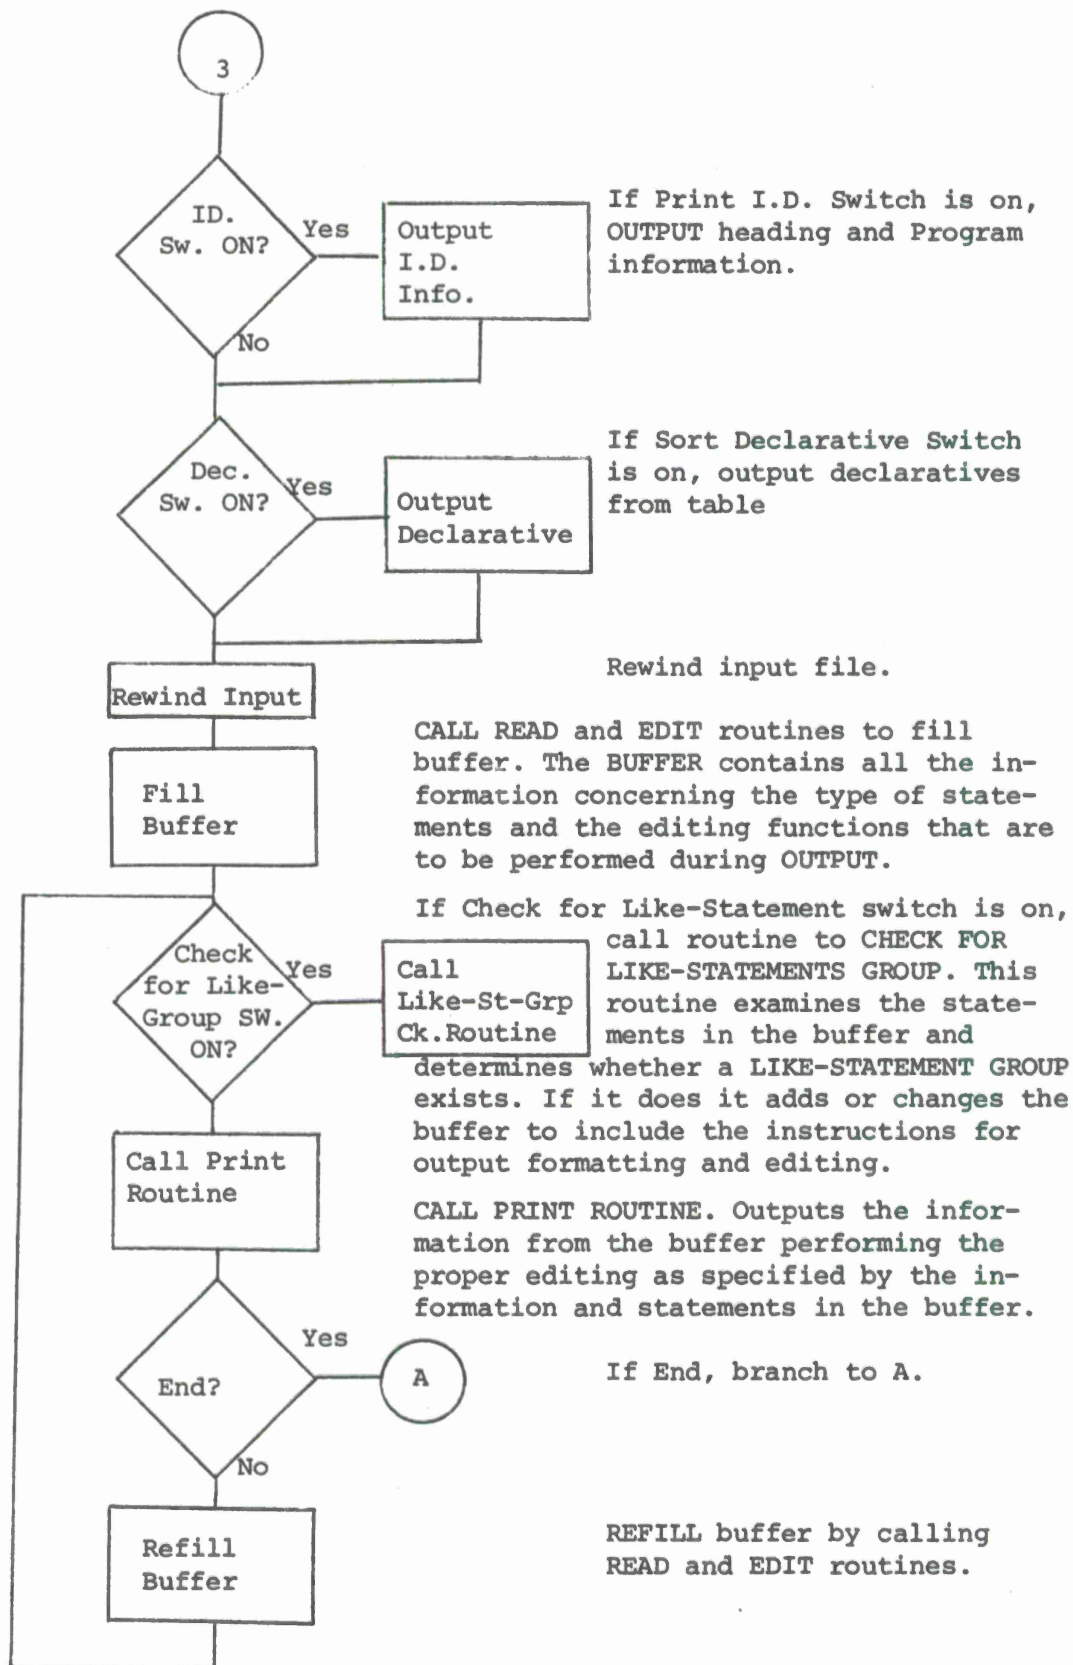 3
ID.
Sw. ON?
Yes
No
Output
I.D.
Info.
If Print I.D. Switch is on,
OUTPUT heading and Program
information.
Dec.
Sw. ON?
Yes
Output
Declarative
If Sort Declarative Switch
is on, output declaratives
from table
Rewind Input
Rewind input file.
Fill
Buffer
CALL READ and EDIT routines to fill
buffer. The BUFFER contains all the in-
formation concerning the type of state-
ments and the editing functions that are
to be performed during OUTPUT.
Check
for Like-
Group SW.
ON?
Yes
Call
Like-St-Grp
Ck.Routine
If Check for Like-Statement switch is on,
call routine to CHECK FOR
LIKE-STATEMENTS GROUP. This
routine examines the state-
ments in the buffer and
determines whether a LIKE-STATEMENT GROUP
exists. If it does it adds or changes the
buffer to include the instructions for
output formatting and editing.
Call Print
Routine
CALL PRINT ROUTINE. Outputs the infor-
mation from the buffer performing the
proper editing as specified by the in-
formation and statements in the buffer.
End?
Yes
No
A
If End, branch to A.
Refill
Buffer
REFILL buffer by calling
READ and EDIT routines.